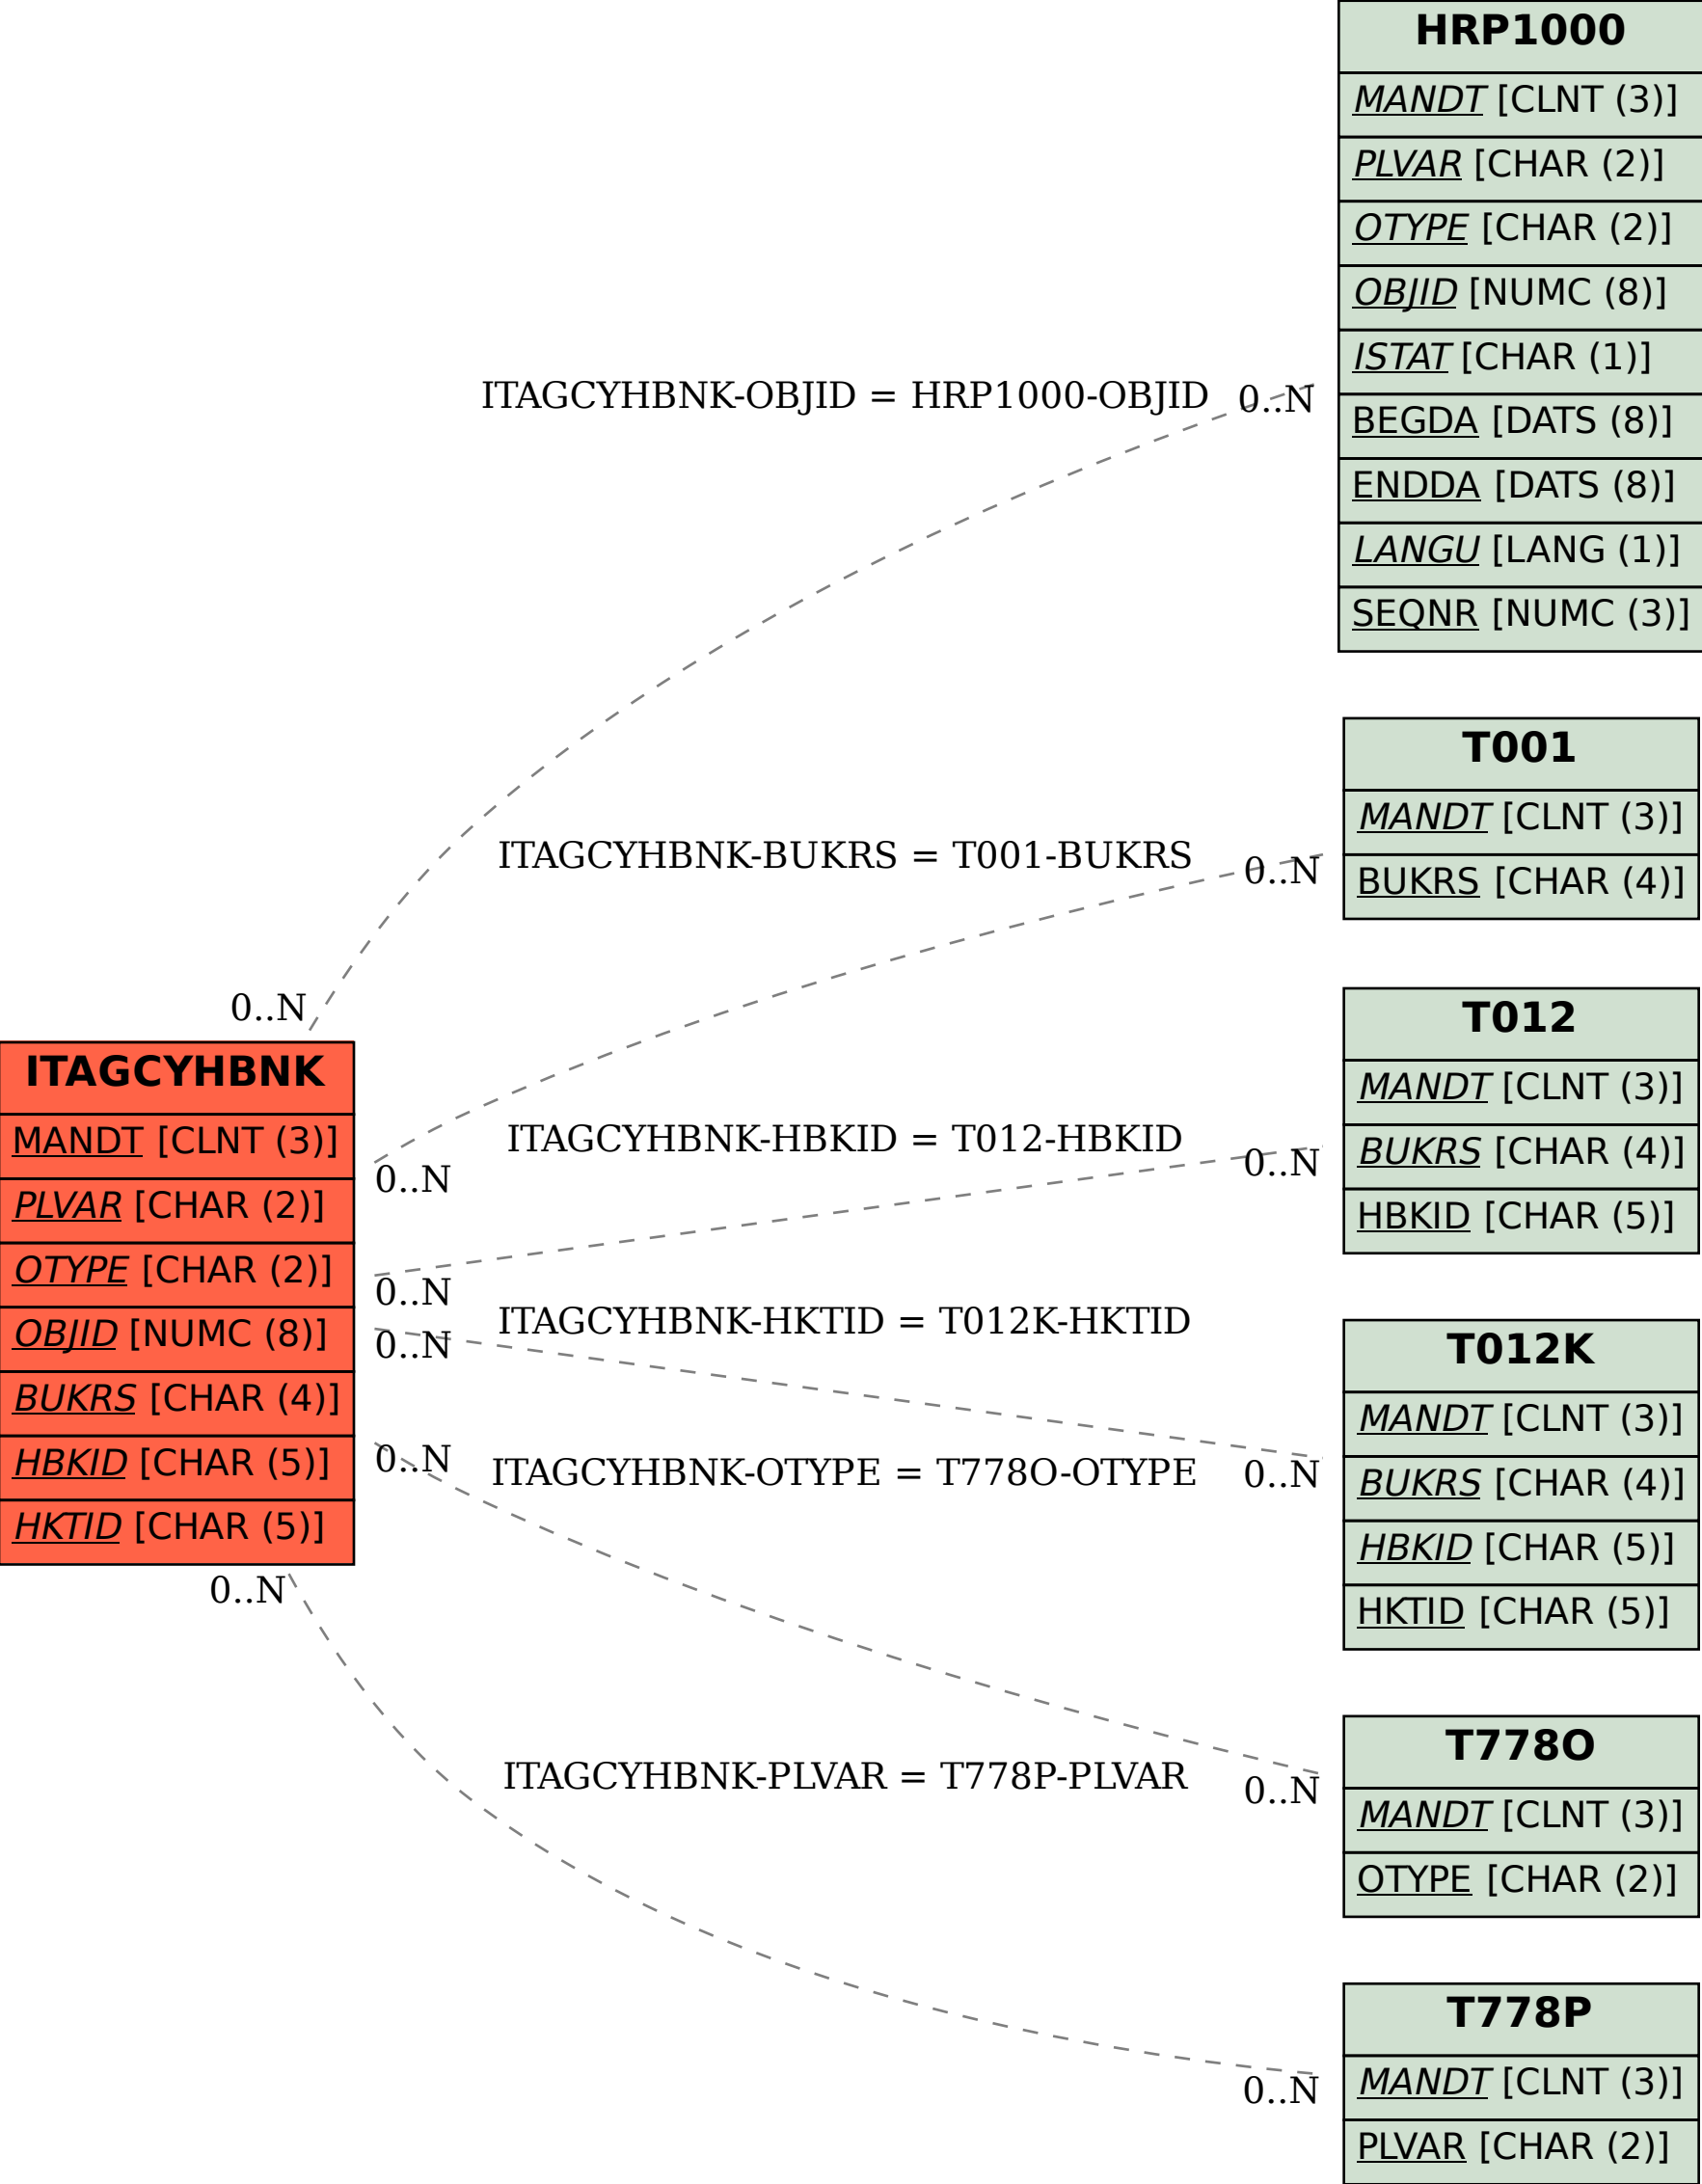 HRP1000
MANDT [CLNT (3)]
PLVAR [CHAR (2)]
OTYPE [CHAR (2)]
OBJID [NUMC (8)]
ISTAT [CHAR (1)]
BEGDA [DATS (8)]
ENDDA [DATS (8)]
LANGU [LANG (1)]
SEQNR [NUMC (3)]
ITAGCYHBNK-OBJID = HRP1000-OBJID
0..N
0..N
T001
MANDT [CLNT (3)]
BUKRS [CHAR (4)]
ITAGCYHBNK-BUKRS = T001-BUKRS
0..N
0..N
T012
MANDT [CLNT (3)]
BUKRS [CHAR (4)]
HBKID [CHAR (5)]
ITAGCYHBNK-HBKID = T012-HBKID
0..N
0..N
ITAGCYHBNK
MANDT [CLNT (3)]
PLVAR [CHAR (2)]
OTYPE [CHAR (2)]
OBJID [NUMC (8)]
BUKRS [CHAR (4)]
HBKID [CHAR (5)]
HKTID [CHAR (5)]
ITAGCYHBNK-HKTID = T012K-HKTID
0..N
0..N
T012K
MANDT [CLNT (3)]
BUKRS [CHAR (4)]
HBKID [CHAR (5)]
HKTID [CHAR (5)]
ITAGCYHBNK-OTYPE = T778O-OTYPE
0..N
0..N
T778O
MANDT [CLNT (3)]
OTYPE [CHAR (2)]
ITAGCYHBNK-PLVAR = T778P-PLVAR
0..N
0..N
T778P
MANDT [CLNT (3)]
PLVAR [CHAR (2)]